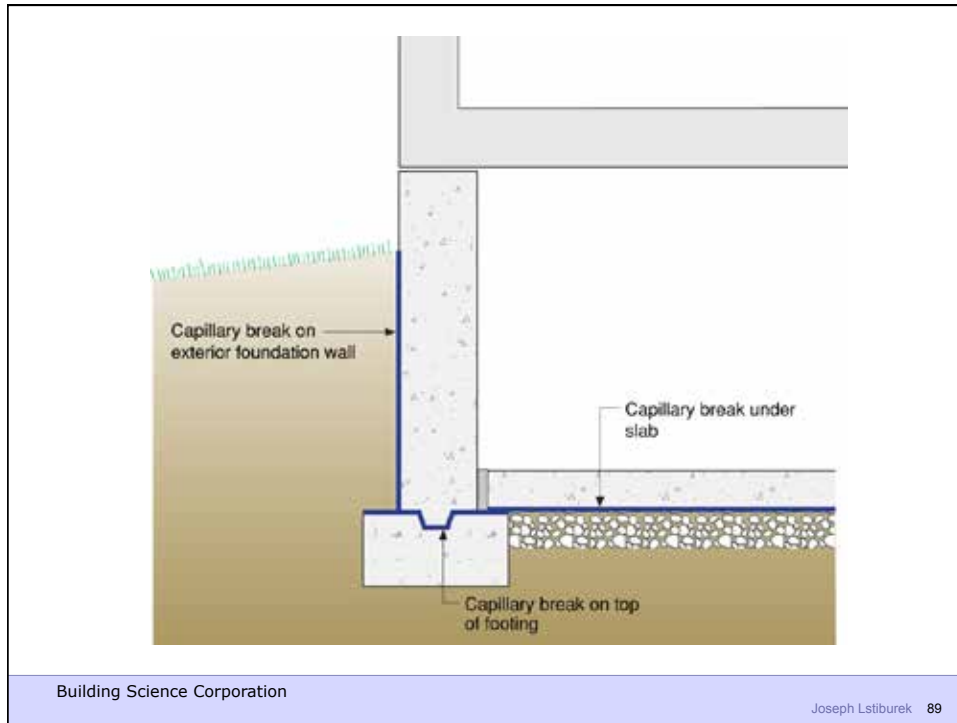 Capillary break on
exterior foundation wall
Capillary break under
slab
Capillary break on top
of footing
Building Science Corporation
Joseph Lstiburek 89